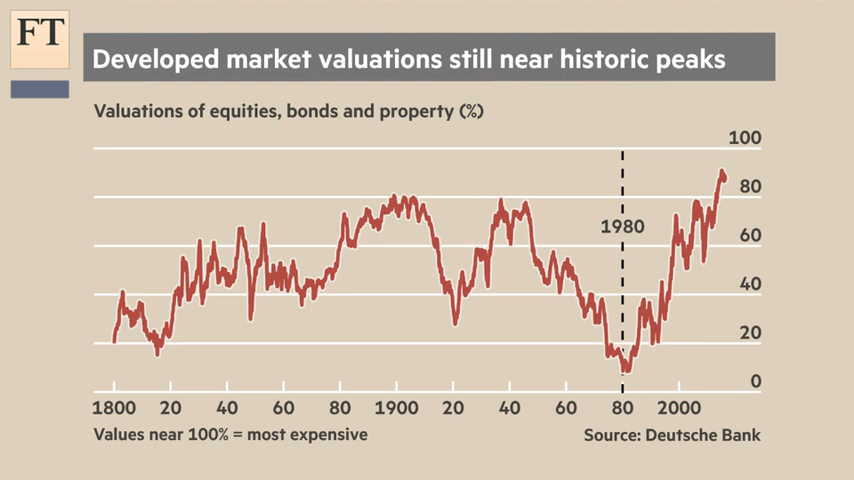 FT
Developed market valuations still near historic peaks
Valuations of equities, bonds and property (%)
100
80
1980
60
40
20
0
1800 20 40 60 80 1900 20 40 60 80 2000
Values near 100% = most expensive
Source: Deutsche Bank